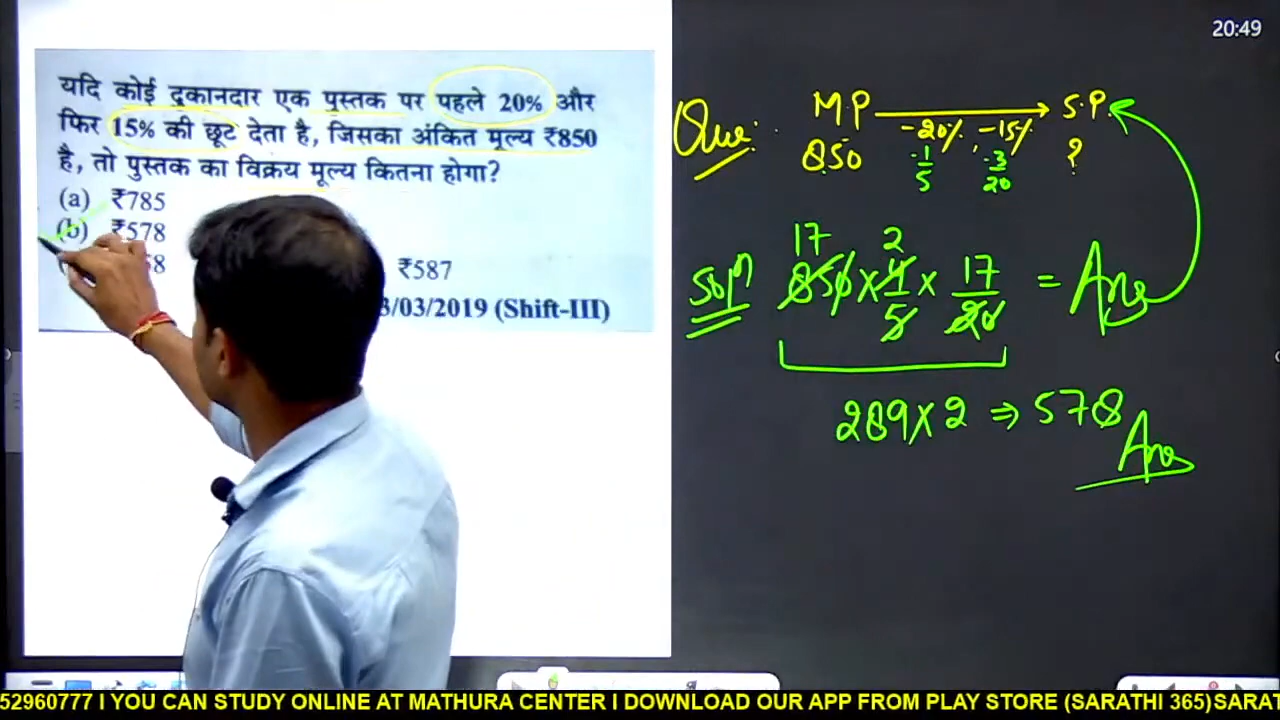 20:49
यदि कोई दुकानदार एक पुस्तक पर पहले 20% और
फिर 15% की छूट देता है, जिसका अंकित मूल्य ₹850
है, तो पुस्तक का विक्रय मूल्य कितना होगा?
(a) ₹785
(b) ₹578
58
₹587
3/03/2019 (Shift-III)
Que:
M.P S.P.
-20%, -15%
850 -1/5 -3/20 ?
17 2
Solⁿ 850 × 4/5 × 17/20 = Ans
289 × 2 ⇒ 578
Ans
52960777 I YOU CAN STUDY ONLINE AT MATHURA CENTER I DOWNLOAD OUR APP FROM PLAY STORE (SARATHI 365)SARAT